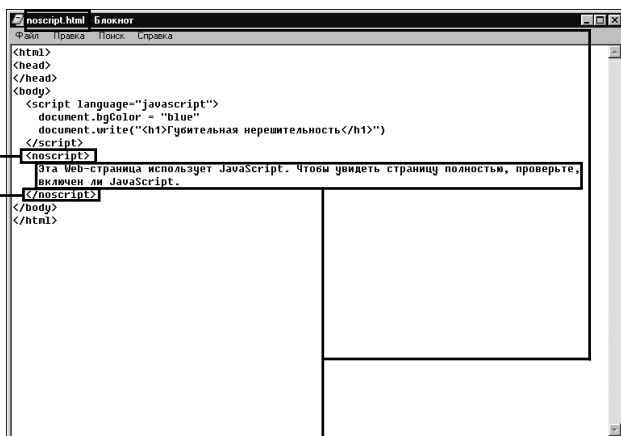 noscript.html Блокнот
Файл Правка Поиск Справка
<html>
<head>
</head>
<body>
<script language="javascript">
document.bgColor = "blue"
document.write("<h1>Губительная нерешительность</h1>")
</script>
<noscript>
Эта Web-страница использует JavaScript. Чтобы увидеть страницу полностью, проверьте,
включен ли JavaScript.
</noscript>
</body>
</html>